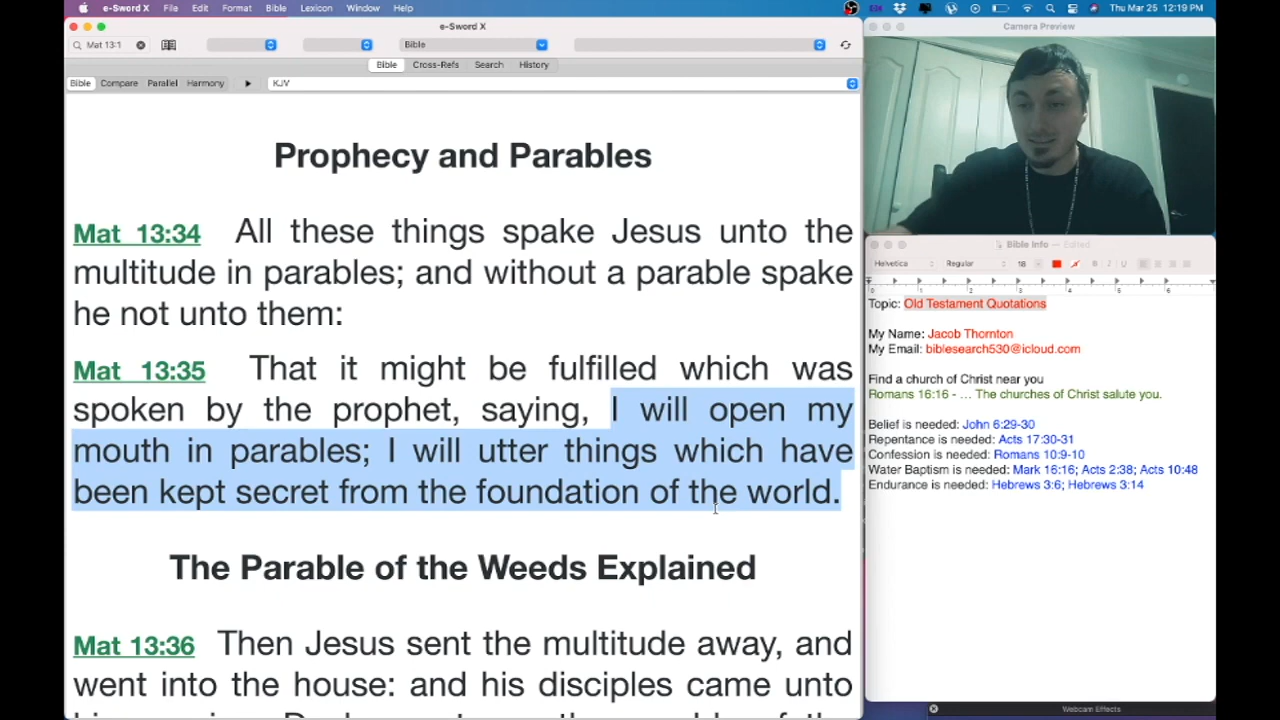 e-Sword X File Edit Format Bible Lexicon Window Help
Thu Mar 25 12:19 PM
e-Sword X
Mat 13:1
Bible
Bible Cross-Refs Search History
Bible Compare Parallel Harmony
KJV
Prophecy and Parables
Mat 13:34 All these things spake Jesus unto the
multitude in parables; and without a parable spake
he not unto them:
Mat 13:35 That it might be fulfilled which was
spoken by the prophet, saying, I will open my
mouth in parables; I will utter things which have
been kept secret from the foundation of the world.
The Parable of the Weeds Explained
Mat 13:36 Then Jesus sent the multitude away, and
went into the house: and his disciples came unto
Camera Preview
Bible Info — Edited
Helvetica Regular 18 B I U
0 1 2 3 4 5 6
Topic: Old Testament Quotations
My Name: Jacob Thornton
My Email: biblesearch530@icloud.com
Find a church of Christ near you
Romans 16:16 - … The churches of Christ salute you.
Belief is needed: John 6:29-30
Repentance is needed: Acts 17:30-31
Confession is needed: Romans 10:9-10
Water Baptism is needed: Mark 16:16; Acts 2:38; Acts 10:48
Endurance is needed: Hebrews 3:6; Hebrews 3:14
Webcam Effects